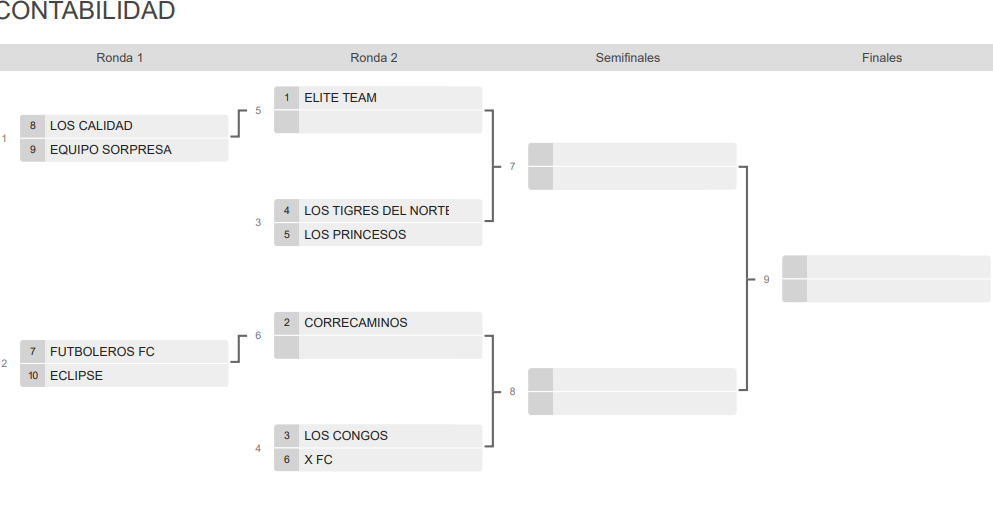 CONTABILIDAD
Ronda 1
Ronda 2
Semifinales
Finales
1
8 LOS CALIDAD
9 EQUIPO SORPRESA
2
7 FUTBOLEROS FC
10 ECLIPSE
5
1 ELITE TEAM
3
4 LOS TIGRES DEL NORTE
5 LOS PRINCESOS
6
2 CORRECAMINOS
4
3 LOS CONGOS
6 X FC
7
8
9